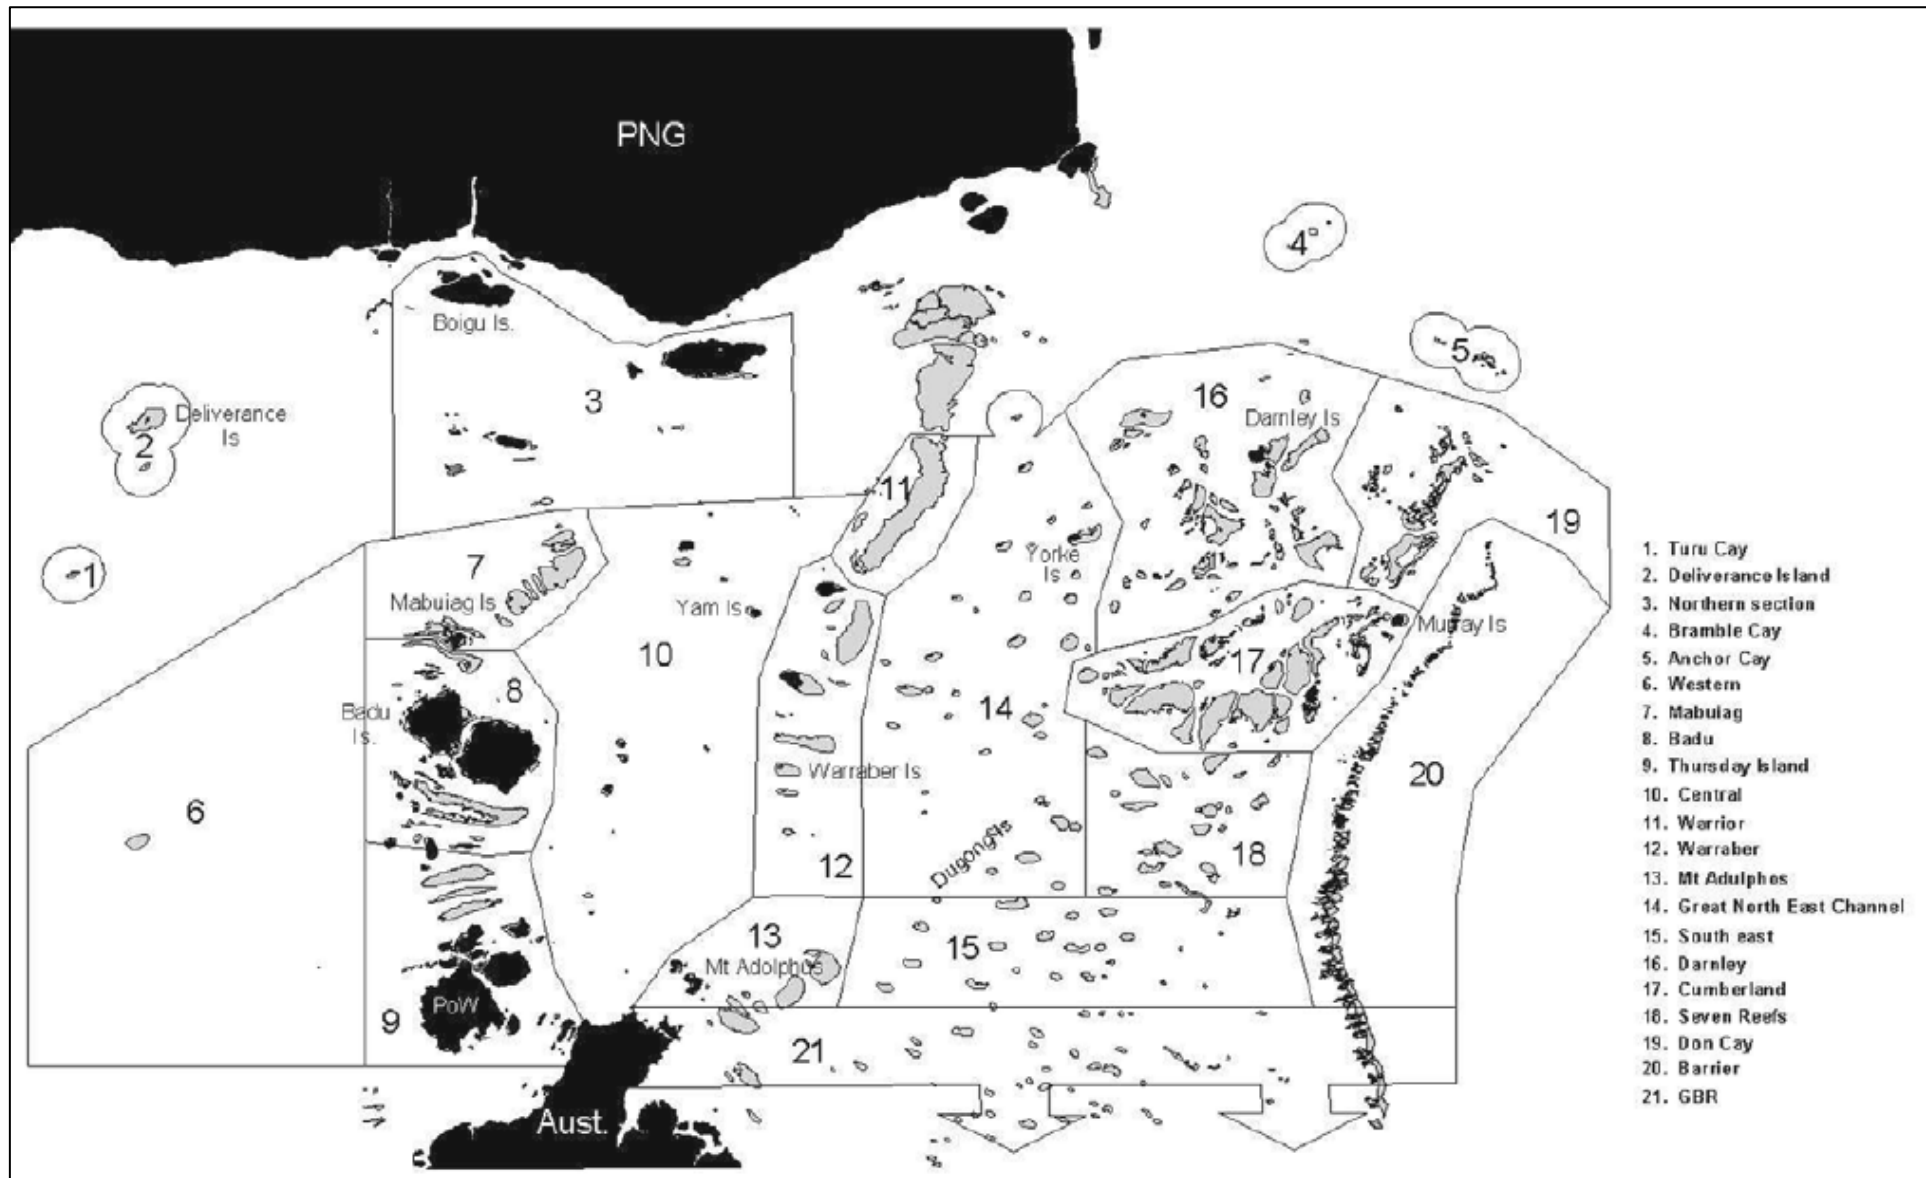 PNG
4
Boigu Is.
5
3
16
Deliverance
Is
Darnley Is
2
11
19
1
7
Yorke
Is
Mabuiag Is
Yam Is
Murray Is
10
17
8
Badu
Is.
14
Warraber Is
20
6
Dugong Is
12
18
13
15
Mt Adolphus
PoW
9
21
Aust.
1. Turu Cay
2. Deliverance Island
3. Northern section
4. Bramble Cay
5. Anchor Cay
6. Western
7. Mabuiag
8. Badu
9. Thursday Island
10. Central
11. Warrior
12. Warraber
13. Mt Adulphos
14. Great North East Channel
15. South east
16. Darnley
17. Cumberland
18. Seven Reefs
19. Don Cay
20. Barrier
21. GBR